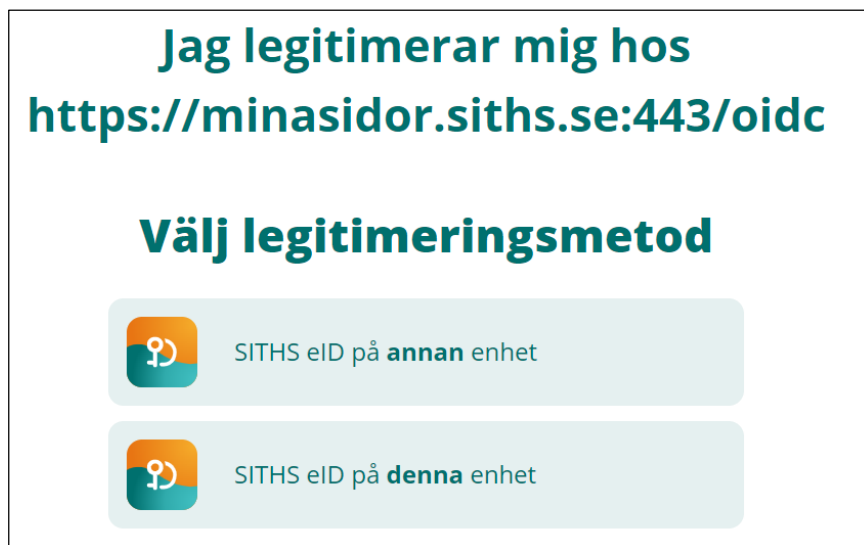 Jag legitimerar mig hos
https://minasidor.siths.se:443/oidc
Välj legitimeringsmetod
SITHS eID på annan enhet
SITHS eID på denna enhet